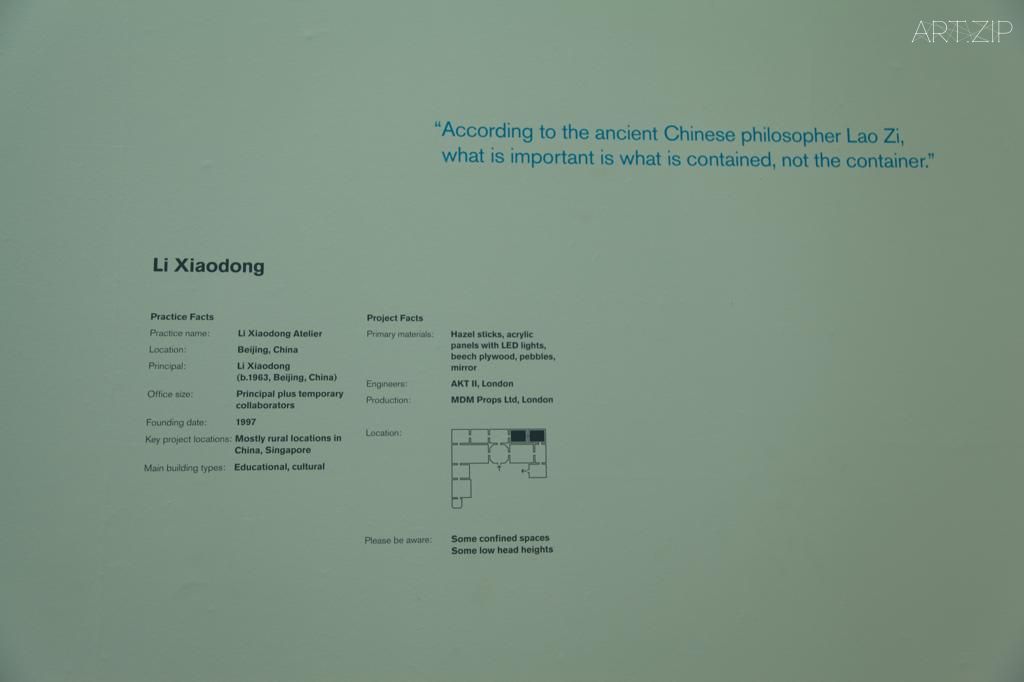 ART.ZIP
“According to the ancient Chinese philosopher Lao Zi,
what is important is what is contained, not the container.”
Li Xiaodong
Practice Facts
Practice name: Li Xiaodong Atelier
Location: Beijing, China
Principal: Li Xiaodong
(b.1963, Beijing, China)
Office size: Principal plus temporary
collaborators
Founding date: 1997
Key project locations: Mostly rural locations in
China, Singapore
Main building types: Educational, cultural
Project Facts
Primary materials: Hazel sticks, acrylic
panels with LED lights,
beech plywood, pebbles,
mirror
Engineers: AKT II, London
Production: MDM Props Ltd, London
Location:
Please be aware: Some confined spaces
Some low head heights